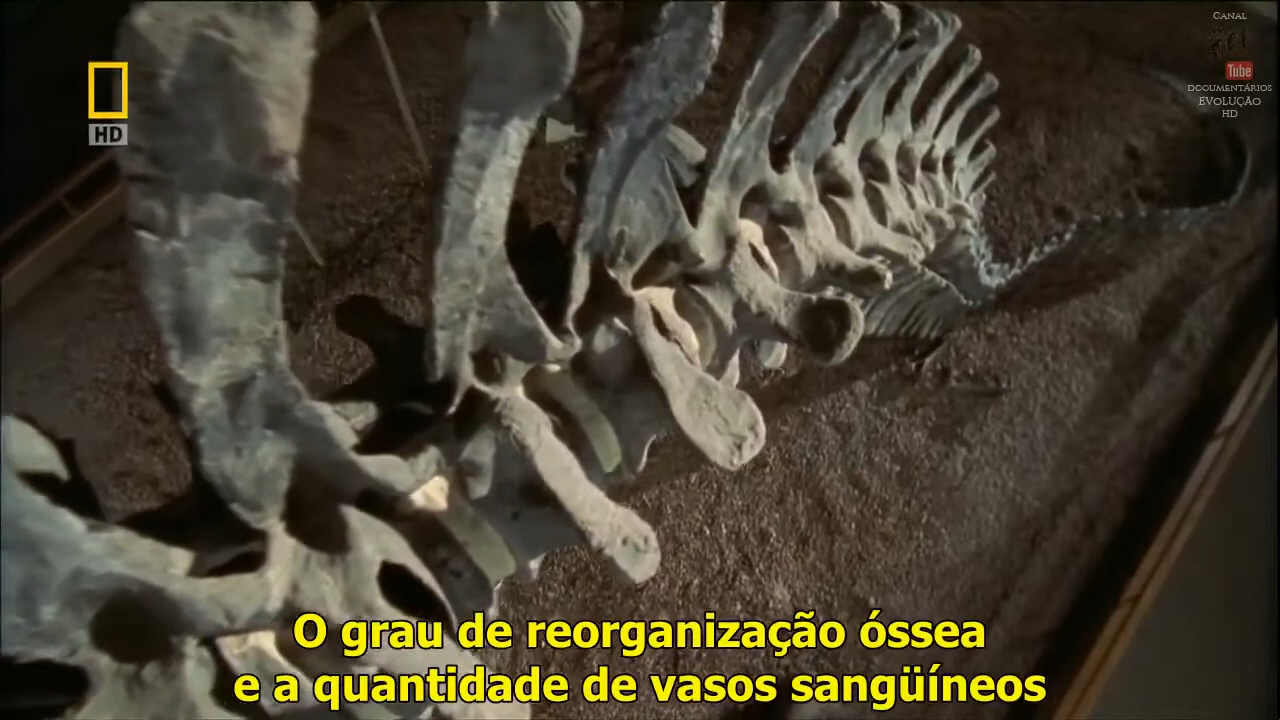 CANAL
Tube
DOCUMENTÁRIOS
EVOLUÇÃO
HD
HD
O grau de reorganização óssea
e a quantidade de vasos sangüíneos